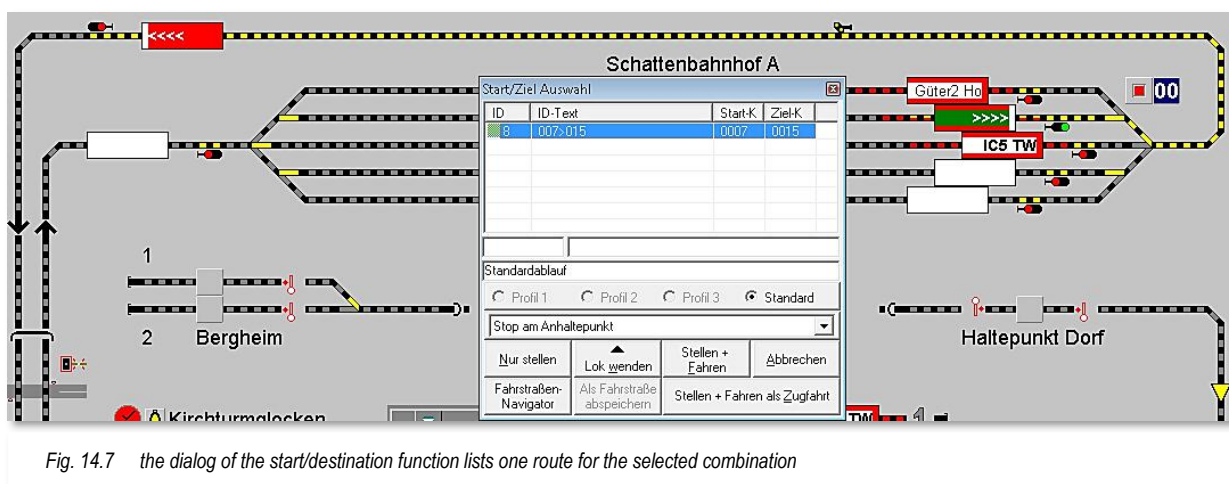 <<<<
Schattenbahnhof A
Start/Ziel Auswahl
ID ID-Text Start-K Ziel-K
8 007>015 0007 0015
Güter2 Ho
00
>>>>
IC5 TW
Standardablauf
Profil 1 Profil 2 Profil 3 Standard
Stop am Anhaltepunkt
Nur stellen Lok wenden Stellen + Fahren Abbrechen
Fahrstraßen-Navigator Als Fahrstraße abspeichern Stellen + Fahren als Zugfahrt
1
2 Bergheim
Haltepunkt Dorf
Kirchturmglocken
TW
1
Fig. 14.7 the dialog of the start/destination function lists one route for the selected combination